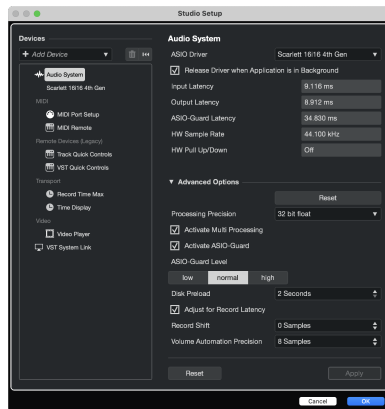 Studio Setup
Devices
+ Add Device
Audio System
Scarlett 16i16 4th Gen
MIDI
MIDI Port Setup
MIDI Remote
Remote Devices (Legacy)
Track Quick Controls
VST Quick Controls
Transport
Record Time Max
Time Display
Video
Video Player
VST System Link
Audio System
ASIO Driver Scarlett 16i16 4th Gen
Release Driver when Application is in Background
Input Latency 9.116 ms
Output Latency 8.912 ms
ASIO-Guard Latency 34.830 ms
HW Sample Rate 44.100 kHz
HW Pull Up/Down Off
Advanced Options
Reset
Processing Precision 32 bit float
Activate Multi Processing
Activate ASIO-Guard
ASIO-Guard Level
low normal high
Disk Preload 2 Seconds
Adjust for Record Latency
Record Shift 0 Samples
Volume Automation Precision 8 Samples
Reset Apply
Cancel OK